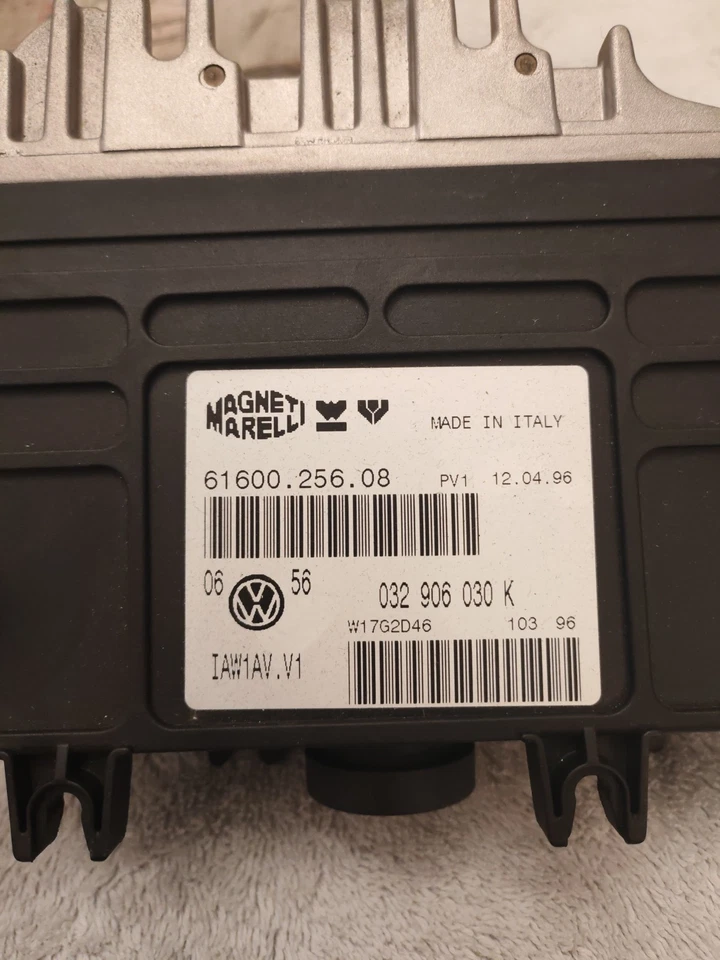 MAGNETI
MARELLI
MADE IN ITALY
61600.256.08 PV1 12.04.96
06 56
032 906 030 K
W17G2D46 103 96
IAW1AV.V1